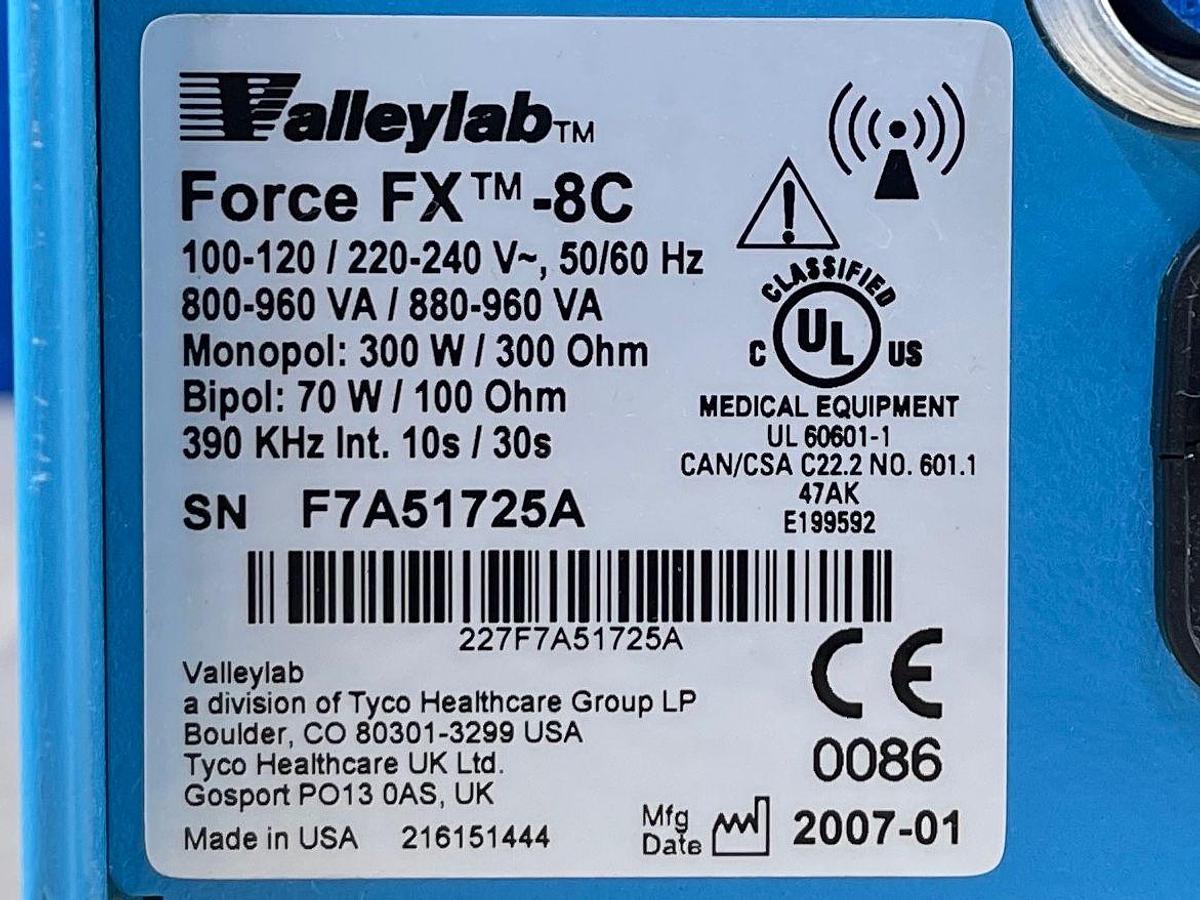 Valleylab™
Force FX™-8C
100-120 / 220-240 V~, 50/60 Hz
800-960 VA / 880-960 VA
Monopol: 300 W / 300 Ohm
Bipol: 70 W / 100 Ohm
390 KHz Int. 10s / 30s
CLASSIFIED
C UL US
MEDICAL EQUIPMENT
UL 60601-1
CAN/CSA C22.2 NO. 601.1
47AK
E199592
SN F7A51725A
227F7A51725A
Valleylab
a division of Tyco Healthcare Group LP
Boulder, CO 80301-3299 USA
Tyco Healthcare UK Ltd.
Gosport PO13 0AS, UK
Made in USA 216151444
CE
0086
Mfg
Date 2007-01